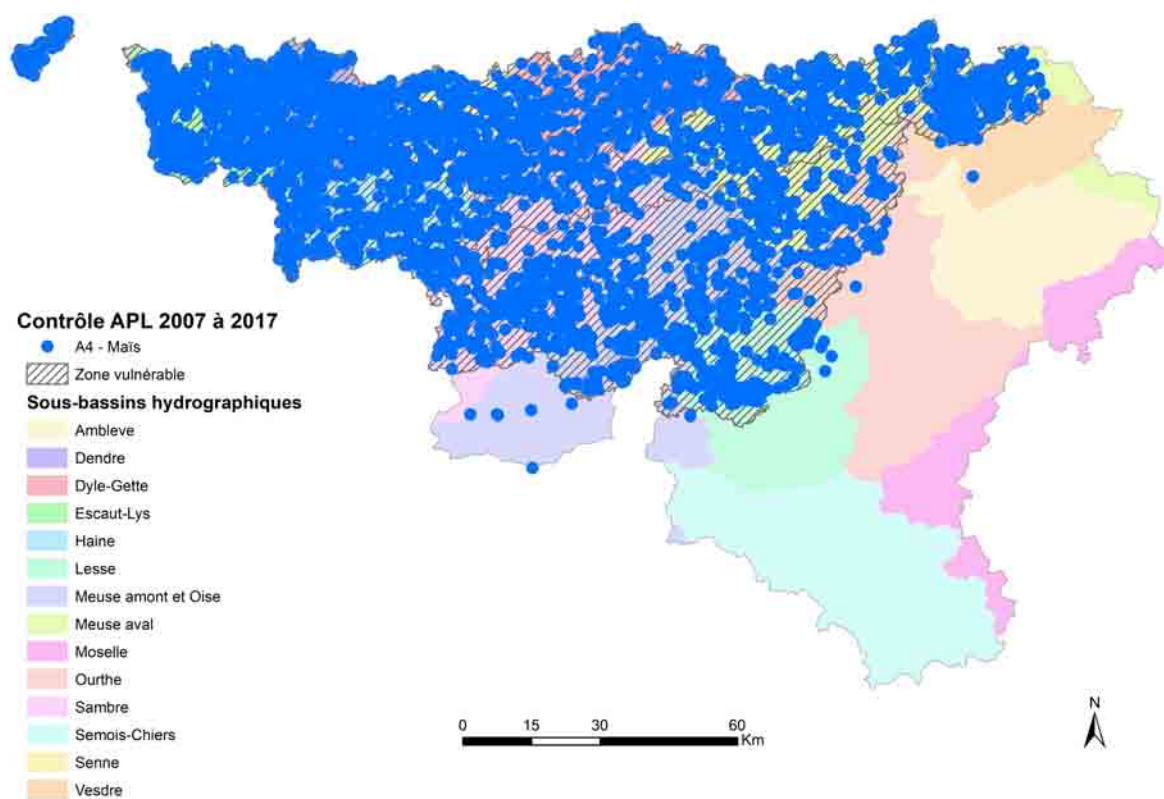 Contrôle APL 2007 à 2017
A4 - Maïs
Zone vulnérable
Sous-bassins hydrographiques
Ambleve
Dendre
Dyle-Gette
Escaut-Lys
Haine
Lesse
Meuse amont et Oise
Meuse aval
Moselle
Ourthe
Sambre
Semois-Chiers
Senne
Vesdre
0 15 30 60
Km
N